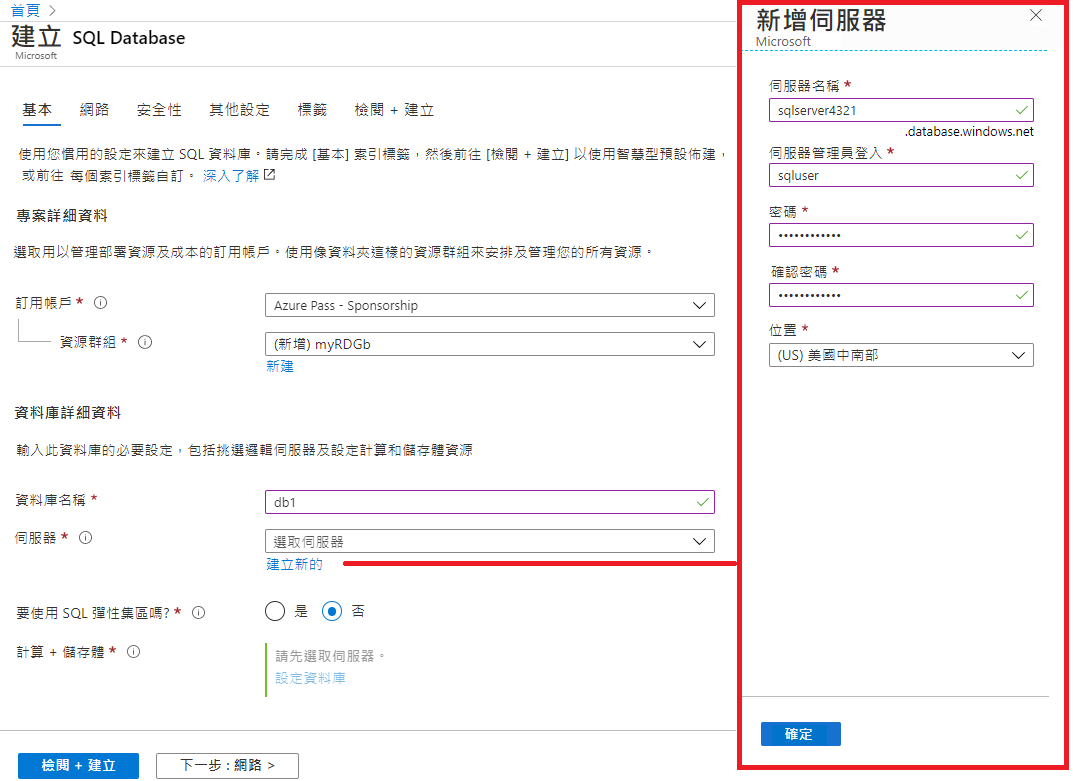 首頁 >
建立 SQL Database
Microsoft
基本 網路 安全性 其他設定 標籤 檢閱 + 建立
使用您慣用的設定來建立 SQL 資料庫。請完成 [基本] 索引標籤，然後前往 [檢閱 + 建立] 以使用智慧型預設佈建，
或前往 每個索引標籤自訂。 深入了解
專案詳細資料
選取用以管理部署資源及成本的訂用帳戶。使用像資料夾這樣的資源群組來安排及管理您的所有資源。
訂用帳戶 *
Azure Pass - Sponsorship
資源群組 *
(新增) myRDGb
新建
資料庫詳細資料
輸入此資料庫的必要設定，包括挑選邏輯伺服器及設定計算和儲存體資源
資料庫名稱 *
db1
伺服器 *
選取伺服器
建立新的
要使用 SQL 彈性集區嗎? *
是 否
計算 + 儲存體 *
請先選取伺服器。
設定資料庫
檢閱 + 建立
下一步 : 網路 >
新增伺服器
Microsoft
伺服器名稱 *
sqlserver4321
.database.windows.net
伺服器管理員登入 *
sqluser
密碼 *
••••••••••••
確認密碼 *
••••••••••••
位置 *
(US) 美國中南部
確定